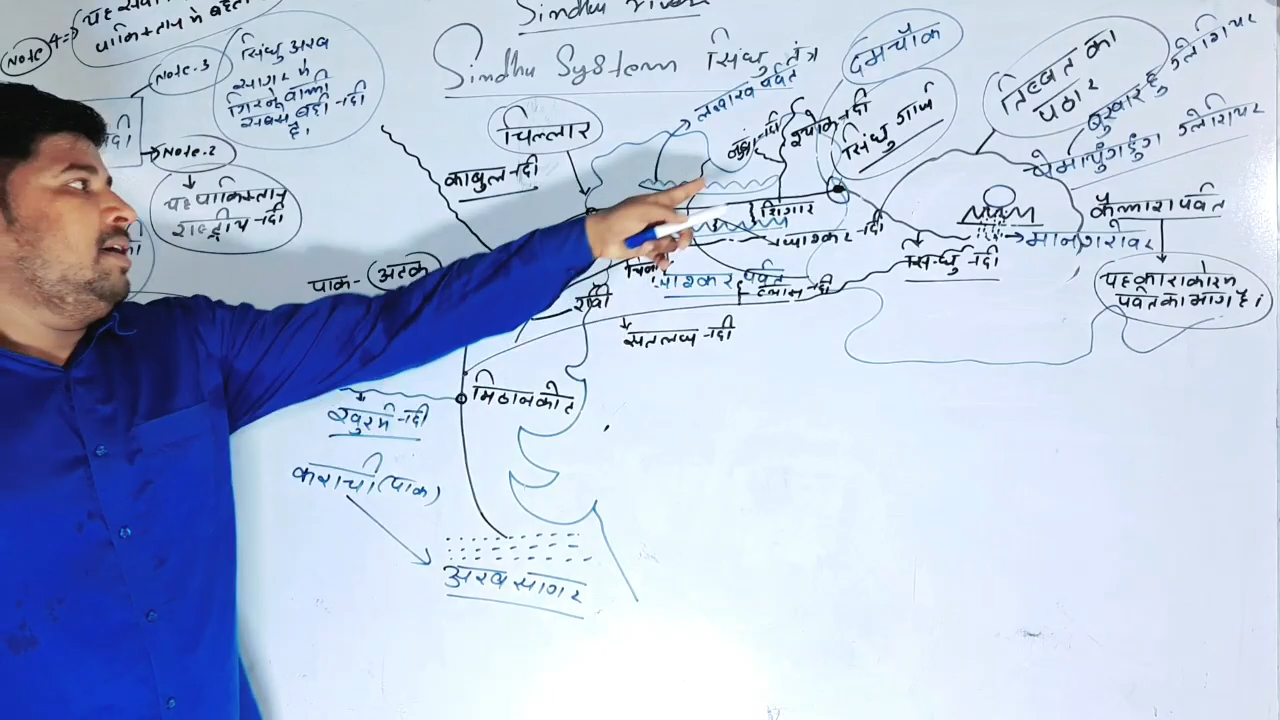 Sindhu River
Sindhu System सिंधु तंत्र
Note 4⇒
पाकिस्तान में बहती
Note.3
सिंधु अरब
सागर में
गिरने वाली
सबसे बड़ी नदी
है।
Note.2
यह पाकिस्तान
राष्ट्रीय नदी
चिल्लार
काबुल नदी
पाक- अटक
लद्दाख पर्वत
श्योक नदी
दमचौक
सिंधु गार्ज
तिब्बत का
पठार
बुखार हु ग्लेशियर
सेमायुंगडुंग ग्लेशियर
शिगार
जास्कर नदी
जास्कर पर्वत
सिंधु नदी
मानसरोवर
कैलाश पर्वत
यह काराकोरम
पर्वत का भाग है।
रावी
व्यास नदी
सतलज नदी
मिठानकोट
खुरम नदी
कराची (पाक)
अरब सागर